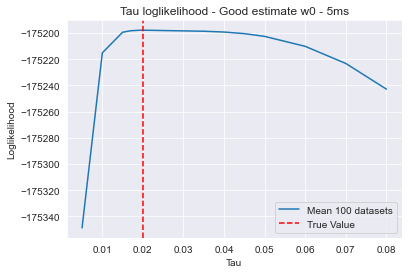 Tau loglikelihood - Good estimate w0 - 5ms
Loglikelihood
−175200
−175220
−175240
−175260
−175280
−175300
−175320
−175340
0.01 0.02 0.03 0.04 0.05 0.06 0.07 0.08
Tau
Mean 100 datasets
True Value